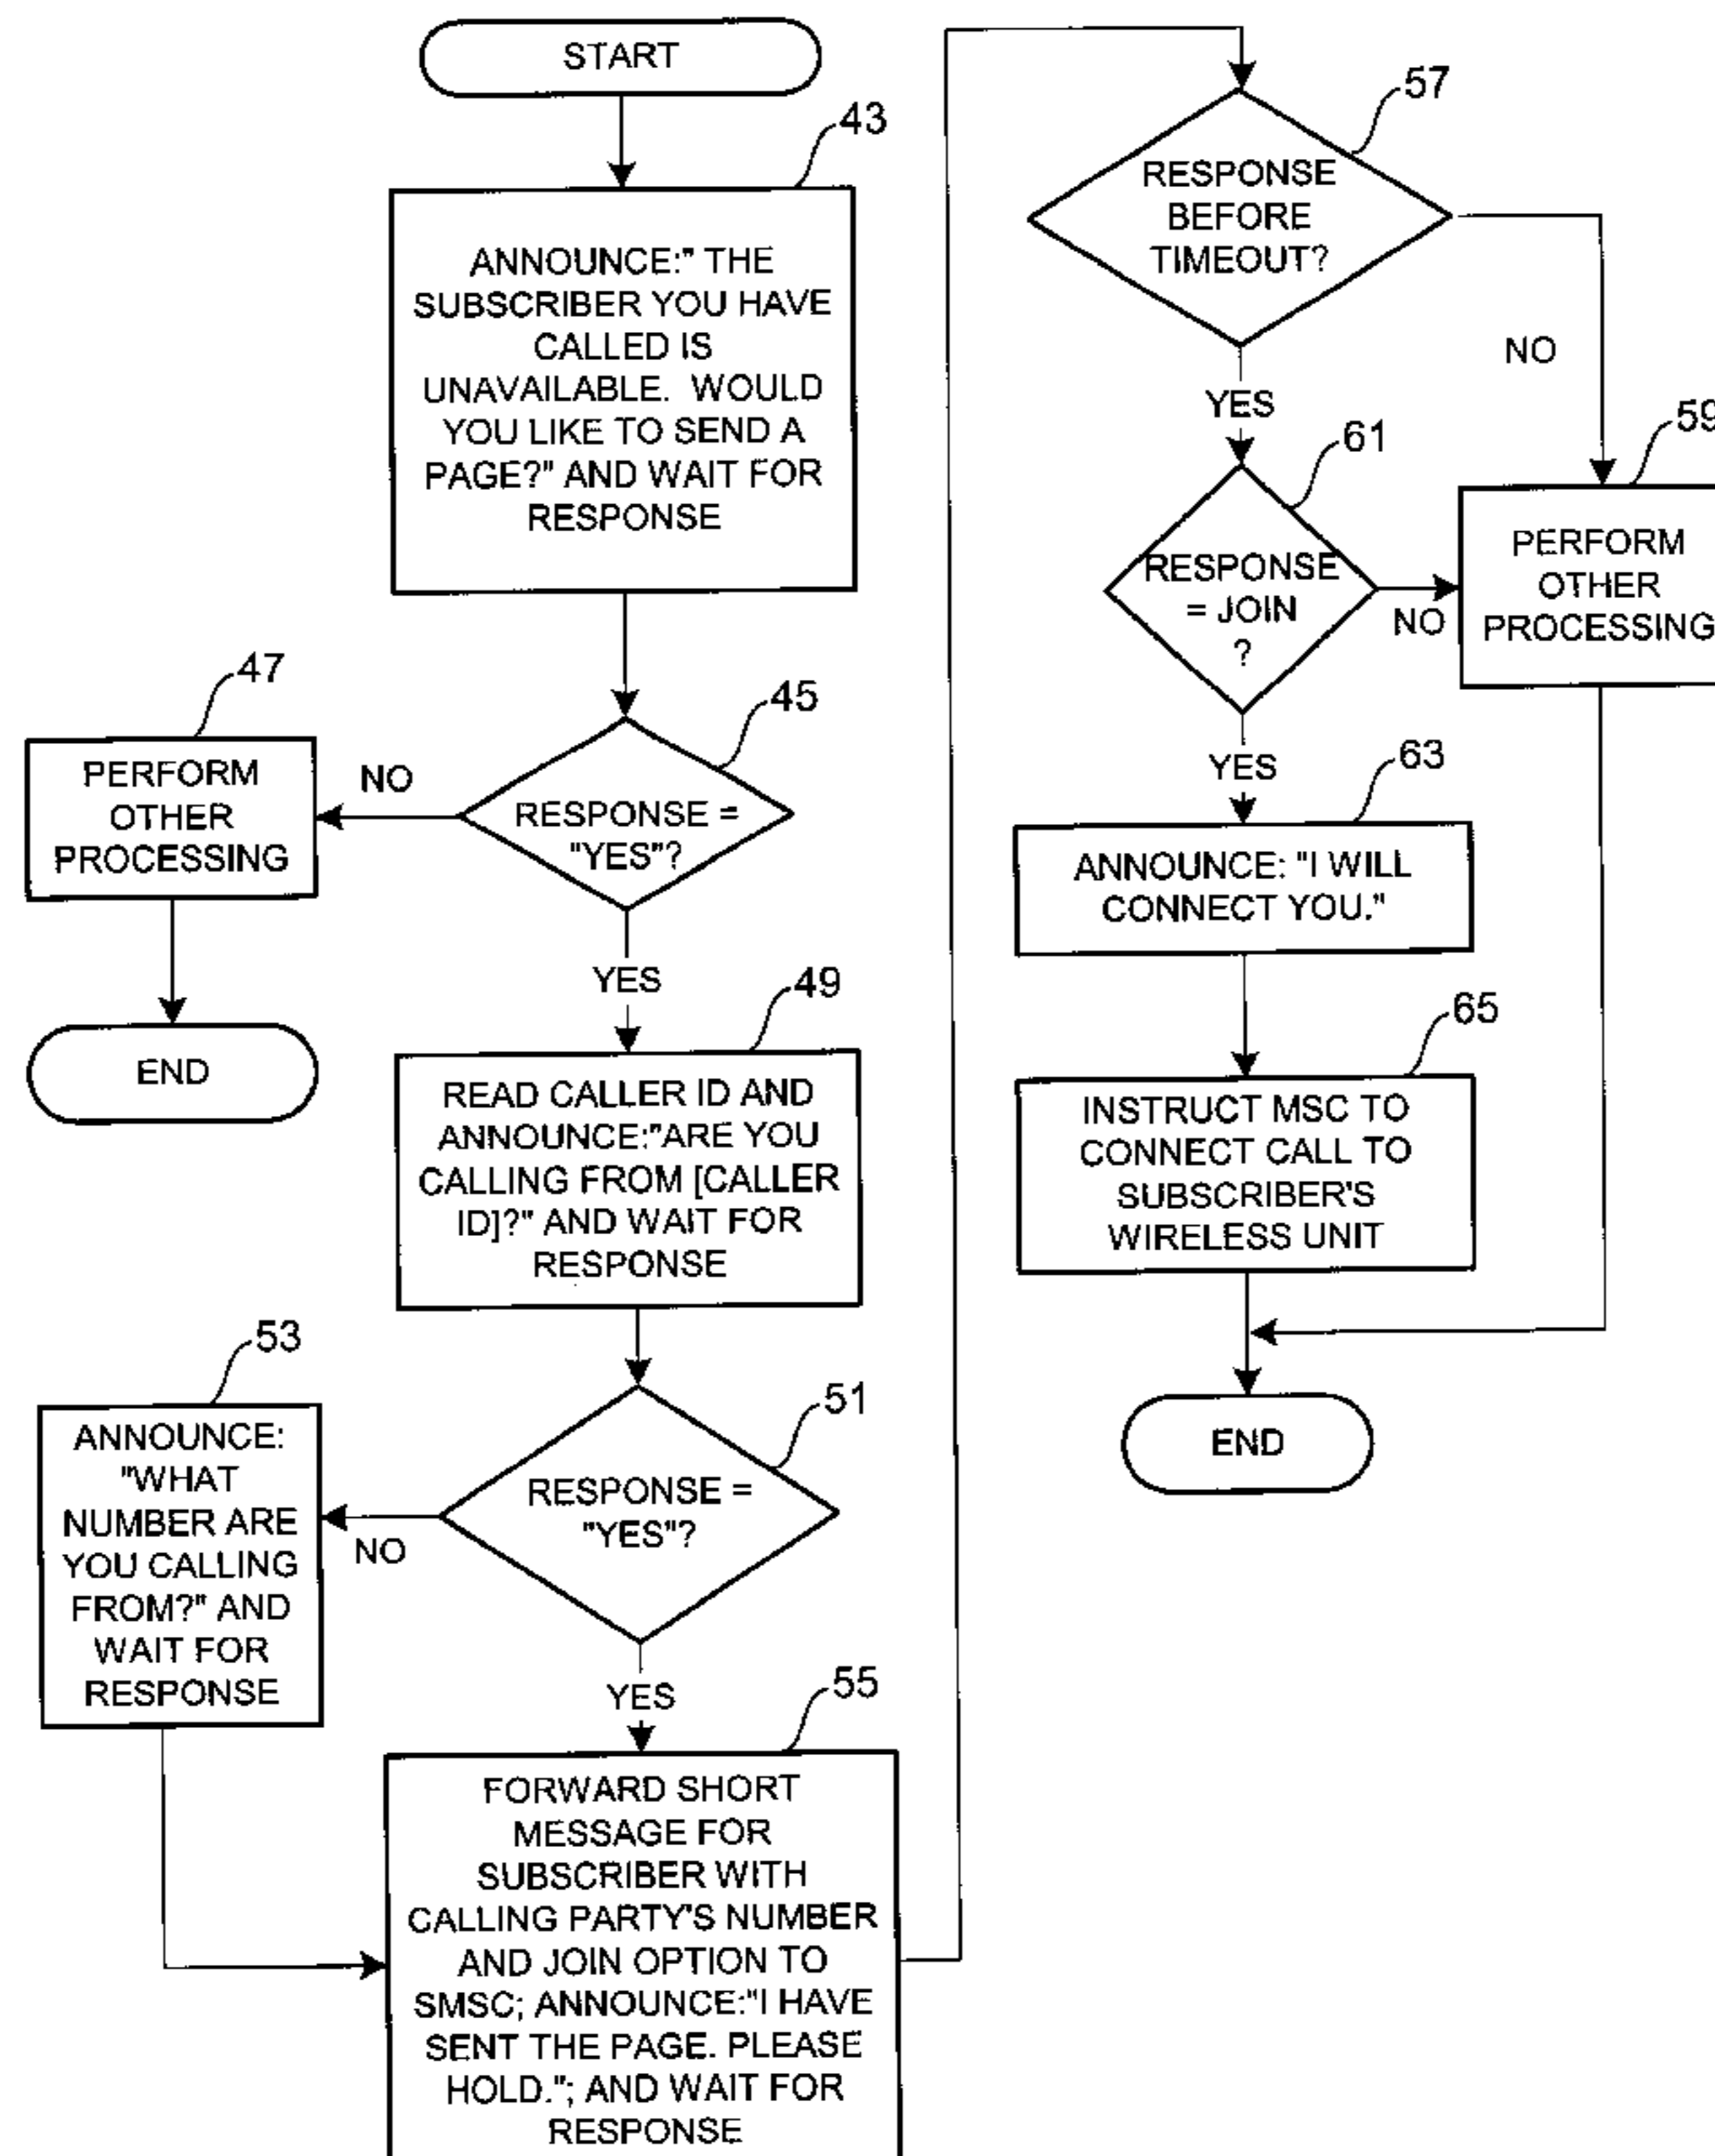 START
43
ANNOUNCE:" THE
SUBSCRIBER YOU HAVE
CALLED IS
UNAVAILABLE. WOULD
YOU LIKE TO SEND A
PAGE?" AND WAIT FOR
RESPONSE
45
RESPONSE =
"YES"?
NO
47
PERFORM
OTHER
PROCESSING
END
YES
49
READ CALLER ID AND
ANNOUNCE:"ARE YOU
CALLING FROM [CALLER
ID]?" AND WAIT FOR
RESPONSE
51
RESPONSE =
"YES"?
NO
53
ANNOUNCE:
"WHAT
NUMBER ARE
YOU CALLING
FROM?" AND
WAIT FOR
RESPONSE
YES
55
FORWARD SHORT
MESSAGE FOR
SUBSCRIBER WITH
CALLING PARTY'S NUMBER
AND JOIN OPTION TO
SMSC; ANNOUNCE:"I HAVE
SENT THE PAGE. PLEASE
HOLD."; AND WAIT FOR
RESPONSE
57
RESPONSE
BEFORE
TIMEOUT?
NO
YES
59
PERFORM
OTHER
PROCESSING
61
RESPONSE
= JOIN
?
NO
YES
63
ANNOUNCE: "I WILL
CONNECT YOU."
65
INSTRUCT MSC TO
CONNECT CALL TO
SUBSCRIBER'S
WIRELESS UNIT
END